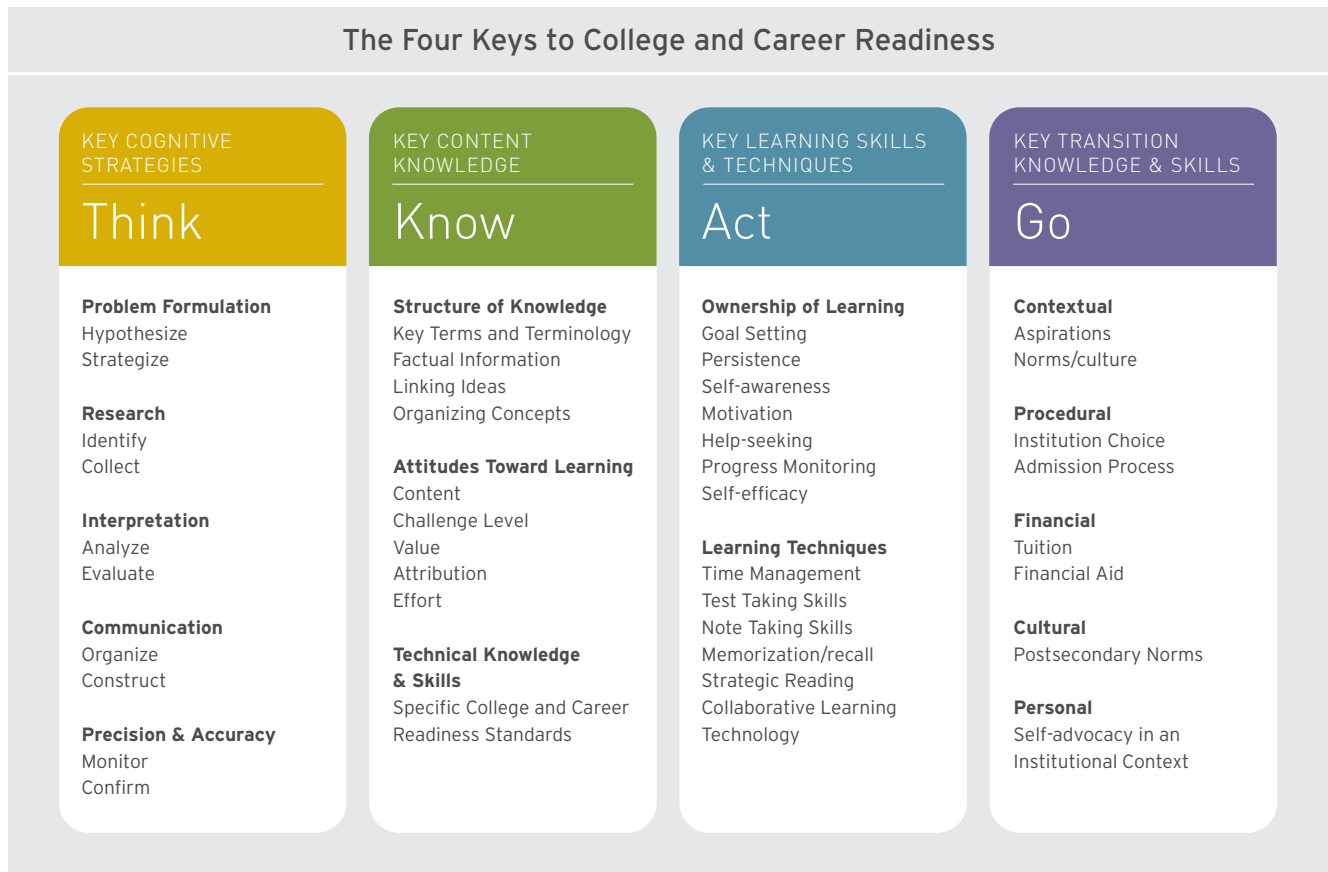 The Four Keys to College and Career Readiness
KEY COGNITIVE
STRATEGIES
Think
Problem Formulation
Hypothesize
Strategize
Research
Identify
Collect
Interpretation
Analyze
Evaluate
Communication
Organize
Construct
Precision & Accuracy
Monitor
Confirm
KEY CONTENT
KNOWLEDGE
Know
Structure of Knowledge
Key Terms and Terminology
Factual Information
Linking Ideas
Organizing Concepts
Attitudes Toward Learning
Content
Challenge Level
Value
Attribution
Effort
Technical Knowledge
& Skills
Specific College and Career
Readiness Standards
KEY LEARNING SKILLS
& TECHNIQUES
Act
Ownership of Learning
Goal Setting
Persistence
Self-awareness
Motivation
Help-seeking
Progress Monitoring
Self-efficacy
Learning Techniques
Time Management
Test Taking Skills
Note Taking Skills
Memorization/recall
Strategic Reading
Collaborative Learning
Technology
KEY TRANSITION
KNOWLEDGE & SKILLS
Go
Contextual
Aspirations
Norms/culture
Procedural
Institution Choice
Admission Process
Financial
Tuition
Financial Aid
Cultural
Postsecondary Norms
Personal
Self-advocacy in an
Institutional Context